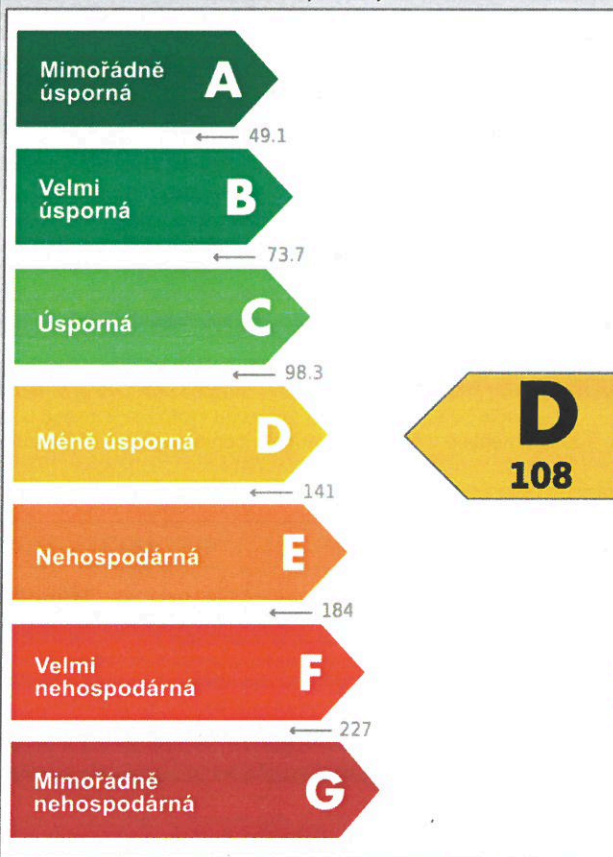 Mimořádně
úsporná
A
49.1
Velmi
úsporná
B
73.7
Úsporná
C
98.3
Méně úsporná
D
D
108
141
Nehospodárná
E
184
Velmi
nehospodárná
F
227
Mimořádně
nehospodárná
G